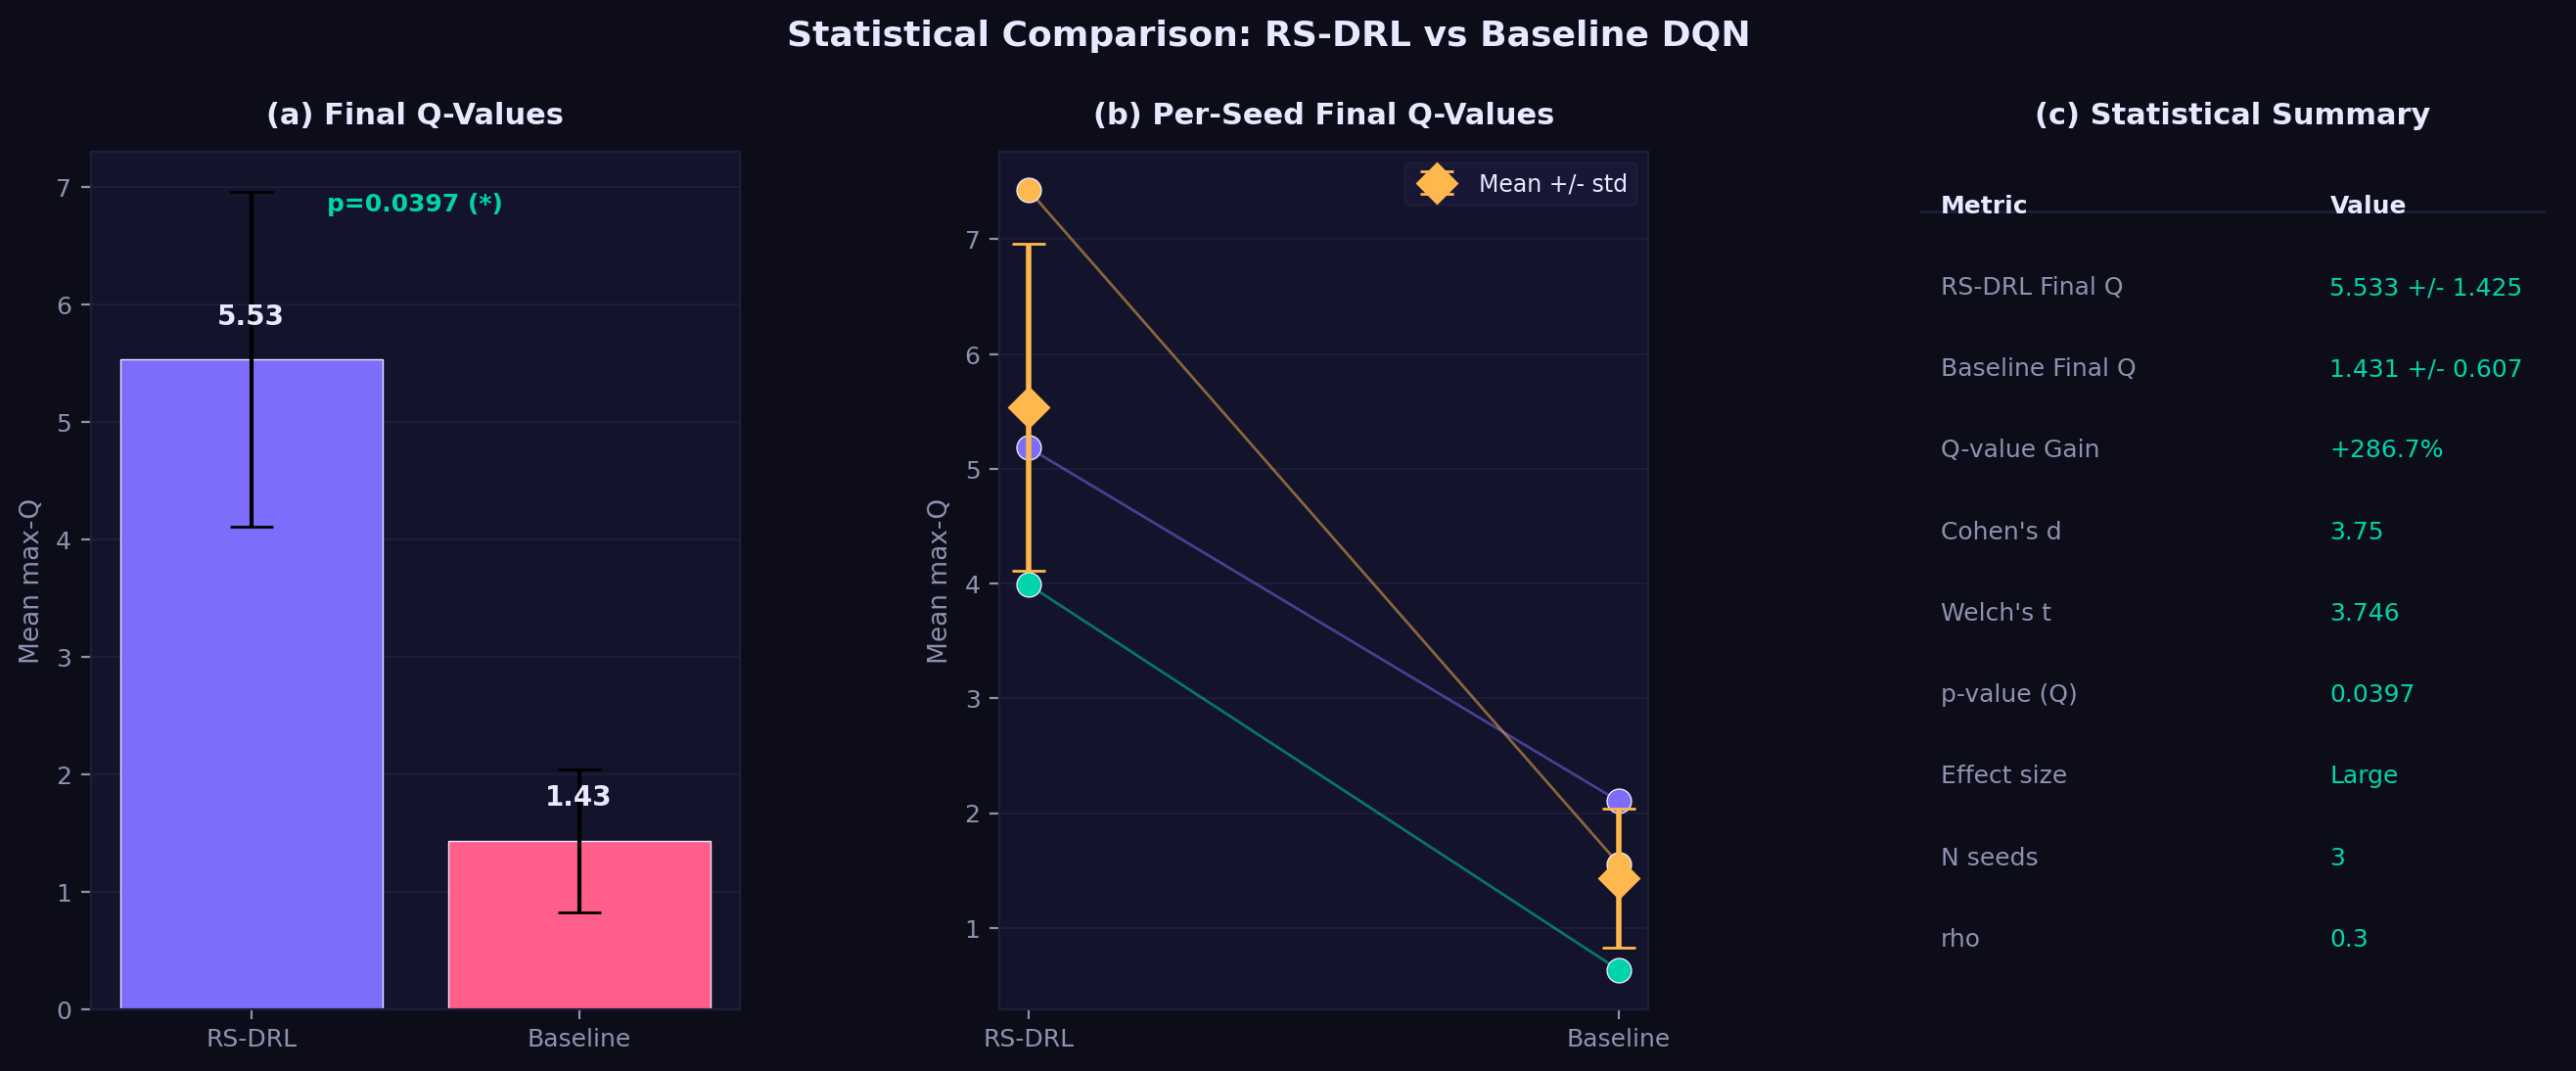 Statistical Comparison: RS-DRL vs Baseline DQN
(a) Final Q-Values
Mean max-Q
7
6
5
4
3
2
1
0
p=0.0397 (*)
5.53
1.43
RS-DRL
Baseline
(b) Per-Seed Final Q-Values
Mean max-Q
7
6
5
4
3
2
1
Mean +/- std
RS-DRL
Baseline
(c) Statistical Summary
Metric Value
RS-DRL Final Q 5.533 +/- 1.425
Baseline Final Q 1.431 +/- 0.607
Q-value Gain +286.7%
Cohen's d 3.75
Welch's t 3.746
p-value (Q) 0.0397
Effect size Large
N seeds 3
rho 0.3